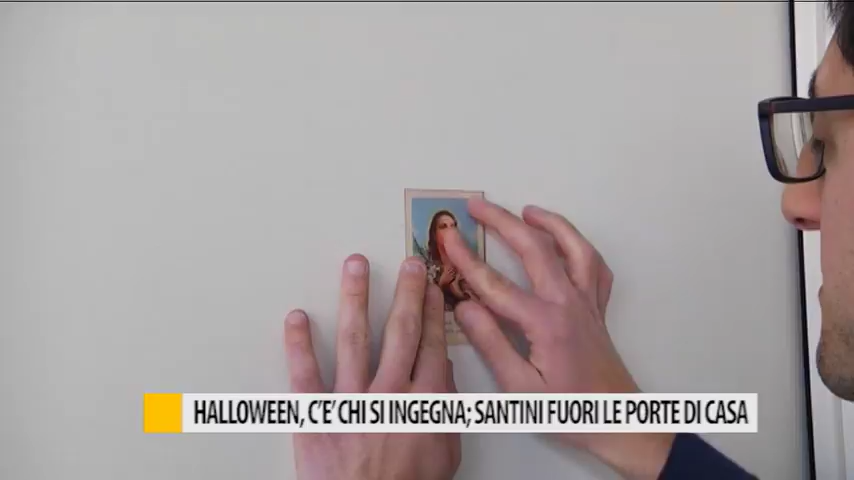 HALLOWEEN, C'E' CHI SI INGEGNA; SANTINI FUORI LE PORTE DI CASA